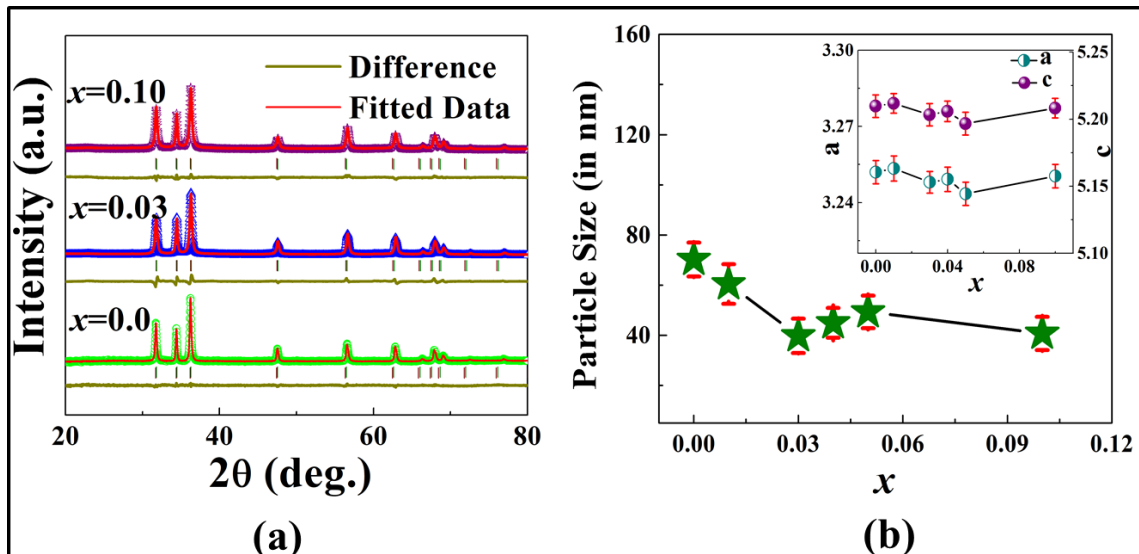 Intensity (a.u.)
x=0.10
Difference
Fitted Data
x=0.03
x=0.0
20 40 60 80
2θ (deg.)
(a)
Particle Size (in nm)
160
120
80
40
0.00 0.03 0.06 0.09 0.12
x
(b)
a
c
3.30
3.27
3.24
a
5.25
5.20
5.15
5.10
c
0.00 0.04 0.08
x